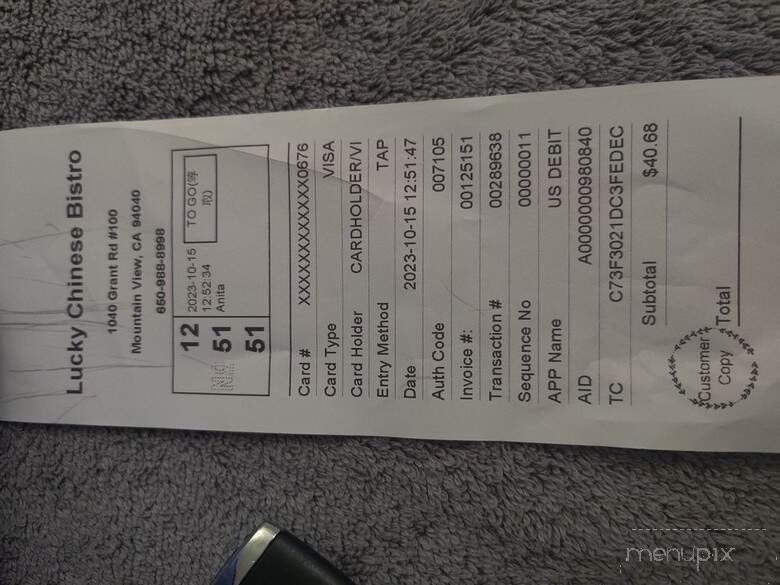 Lucky Chinese Bistro
1040 Grant Rd #100
Mountain View, CA 94040
650-988-8998
12
51
51
2023-10-15
12:52:34
Anita
TO GO(等
取)
Card # XXXXXXXXXXXX0676
Card Type VISA
Card Holder CARDHOLDER/VI
Entry Method TAP
Date 2023-10-15 12:51:47
Auth Code 007105
Invoice #: 00125151
Transaction # 00289638
Sequence No 00000011
APP Name US DEBIT
AID A0000000980840
TC C73F3021DC3FEDEC
Subtotal $40.68
Total
Customer
Copy
menupix